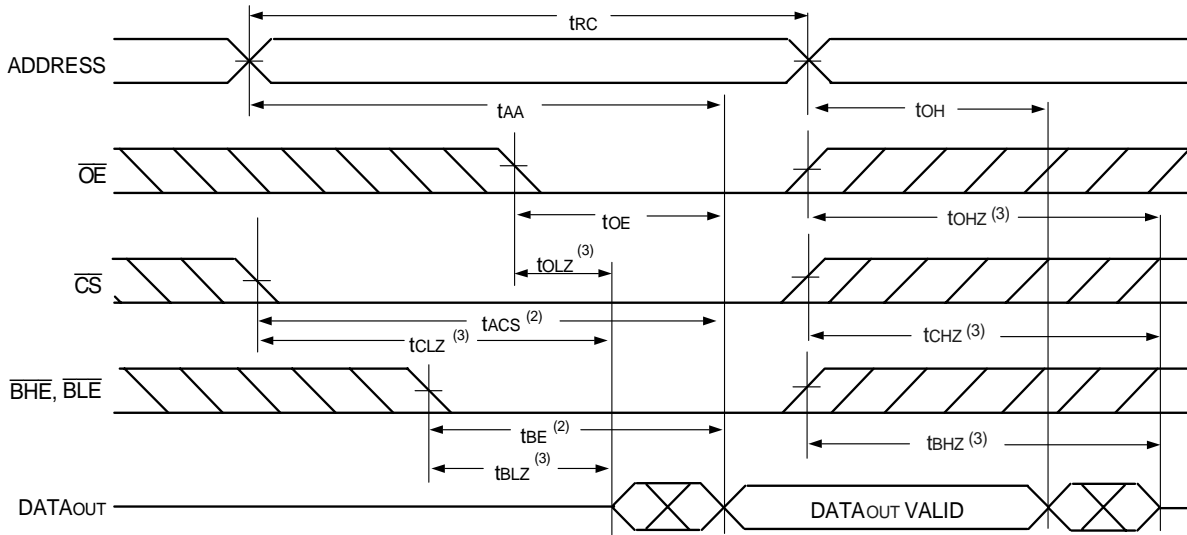 tRC
ADDRESS
tAA
tOH
OE
tOE
tOHZ (3)
tOLZ (3)
CS
tACS (2)
tCLZ (3)
tCHZ (3)
BHE, BLE
tBE (2)
tBHZ (3)
tBLZ (3)
DATAOUT
DATAOUT VALID